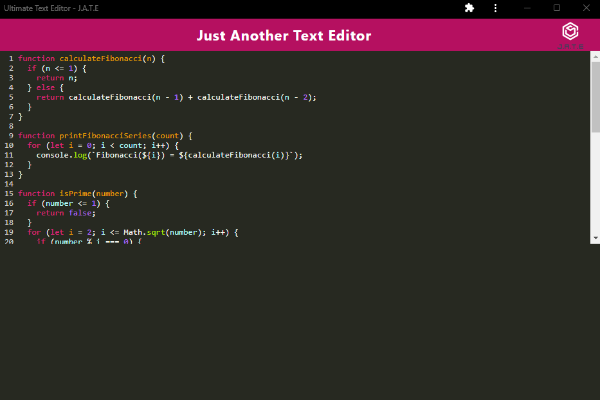 Ultimate Text Editor - J.A.T.E
Just Another Text Editor
1 function calculateFibonacci(n) {
2   if (n <= 1) {
3     return n;
4   } else {
5     return calculateFibonacci(n - 1) + calculateFibonacci(n - 2);
6   }
7 }
8
9 function printFibonacciSeries(count) {
10   for (let i = 0; i < count; i++) {
11     console.log(`Fibonacci(${i}) = ${calculateFibonacci(i)}`);
12   }
13 }
14
15 function isPrime(number) {
16   if (number <= 1) {
17     return false;
18   }
19   for (let i = 2; i <= Math.sqrt(number); i++) {
20     if (number % i === 0) {